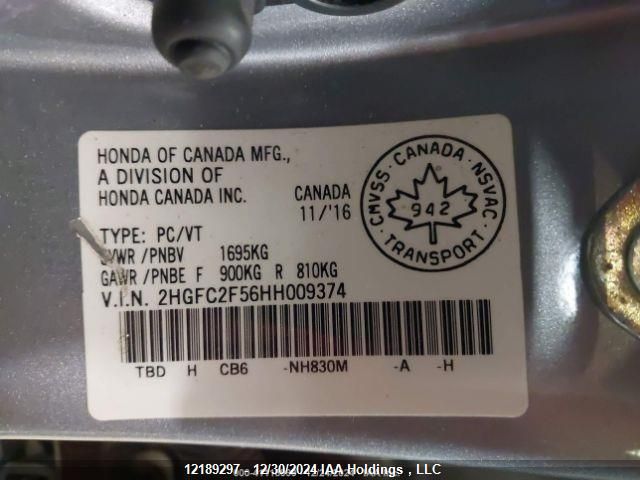 HONDA OF CANADA MFG.,
A DIVISION OF
HONDA CANADA INC.
CANADA
11/'16
CMVSS · CANADA · NSVAC
942
TRANSPORT
TYPE: PC/VT
GVWR /PNBV 1695KG
GAWR /PNBE F 900KG R 810KG
V.I.N. 2HGFC2F56HH009374
TBD H CB6 -NH830M -A -H
12189297 - 12/30/2024 IAA Holdings , LLC